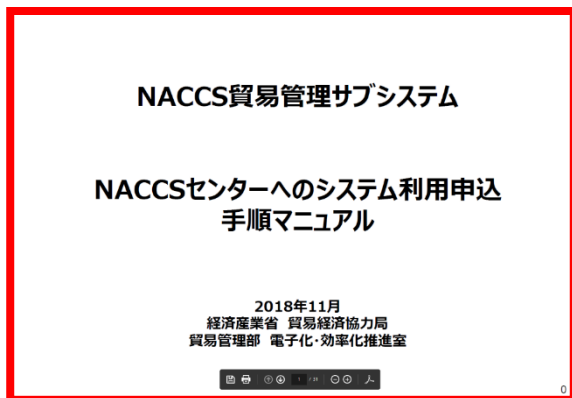 NACCS貿易管理サブシステム
NACCSセンターへのシステム利用申込
手順マニュアル
2018年11月
経済産業省 貿易経済協力局
貿易管理部 電子化・効率化推進室
1
0